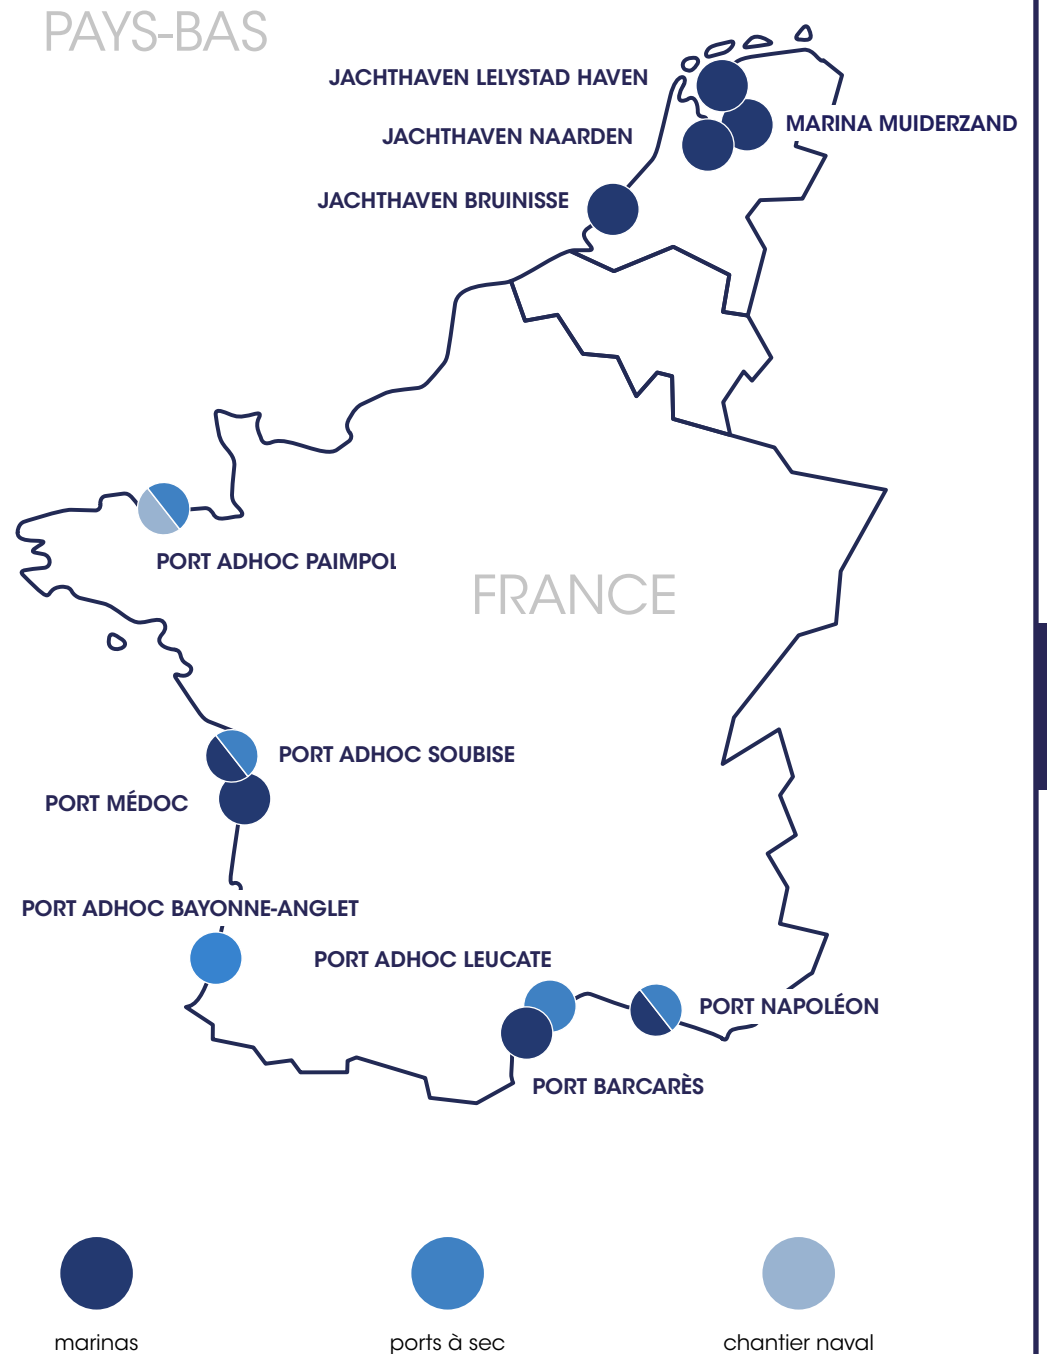 PAYS-BAS
JACHTHAVEN LELYSTAD HAVEN
MARINA MUIDERZAND
JACHTHAVEN NAARDEN
JACHTHAVEN BRUINISSE
PORT ADHOC PAIMPOL
FRANCE
PORT ADHOC SOUBISE
PORT MÉDOC
PORT ADHOC BAYONNE-ANGLET
PORT ADHOC LEUCATE
PORT NAPOLÉON
PORT BARCARÈS
marinas
ports à sec
chantier naval